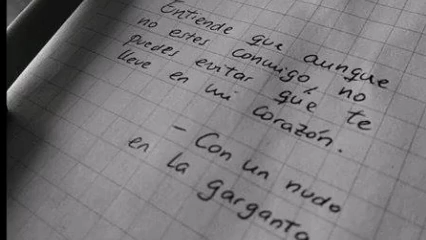 Entiende que aunque
no estes conmigo, no
puedes evitar que te
lleve en mi corazón.
– Con un nudo
en la garganta